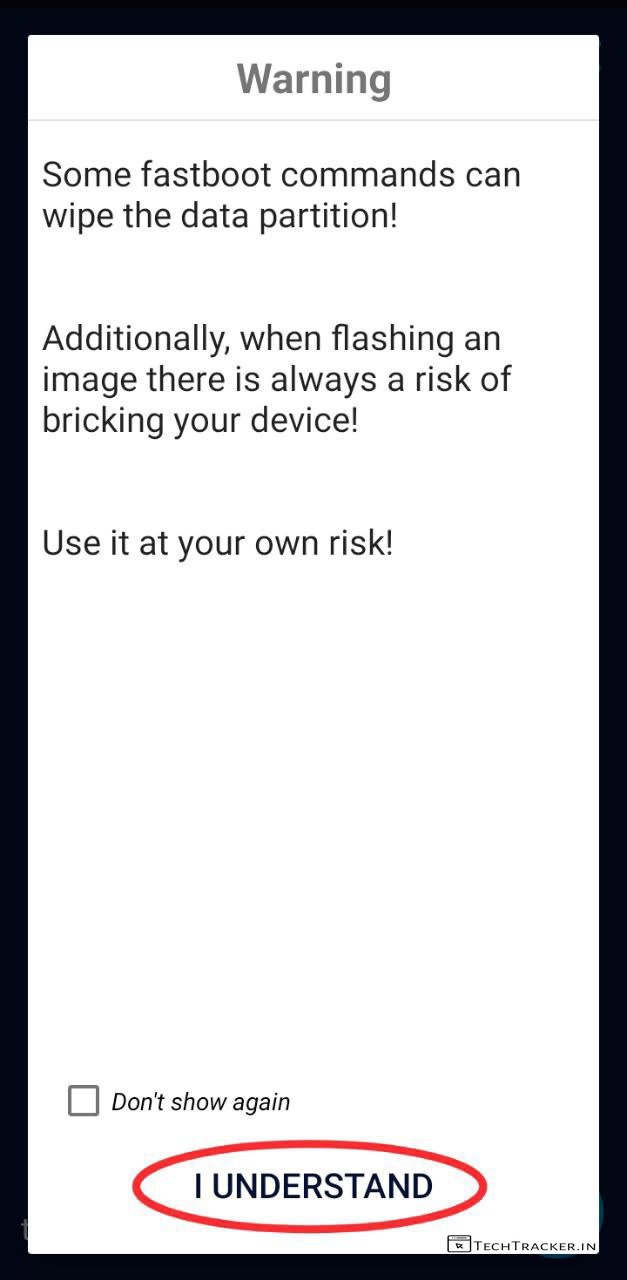 Warning
Some fastboot commands can
wipe the data partition!
Additionally, when flashing an
image there is always a risk of
bricking your device!
Use it at your own risk!
Don't show again
I UNDERSTAND
t
TECHTRACKER.IN